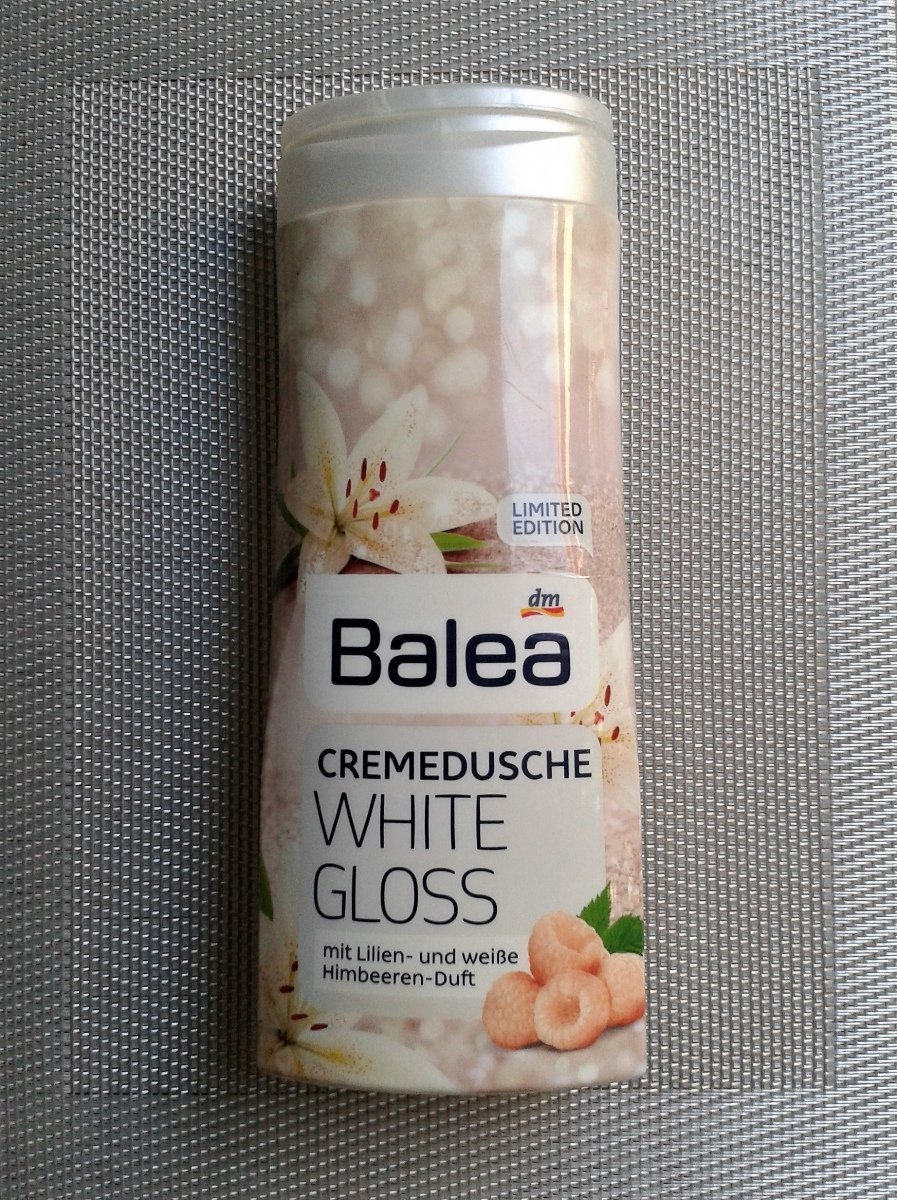 LIMITED
EDITION
dm
Balea
CREMEDUSCHE
WHITE
GLOSS
mit Lilien- und weiße
Himbeeren-Duft